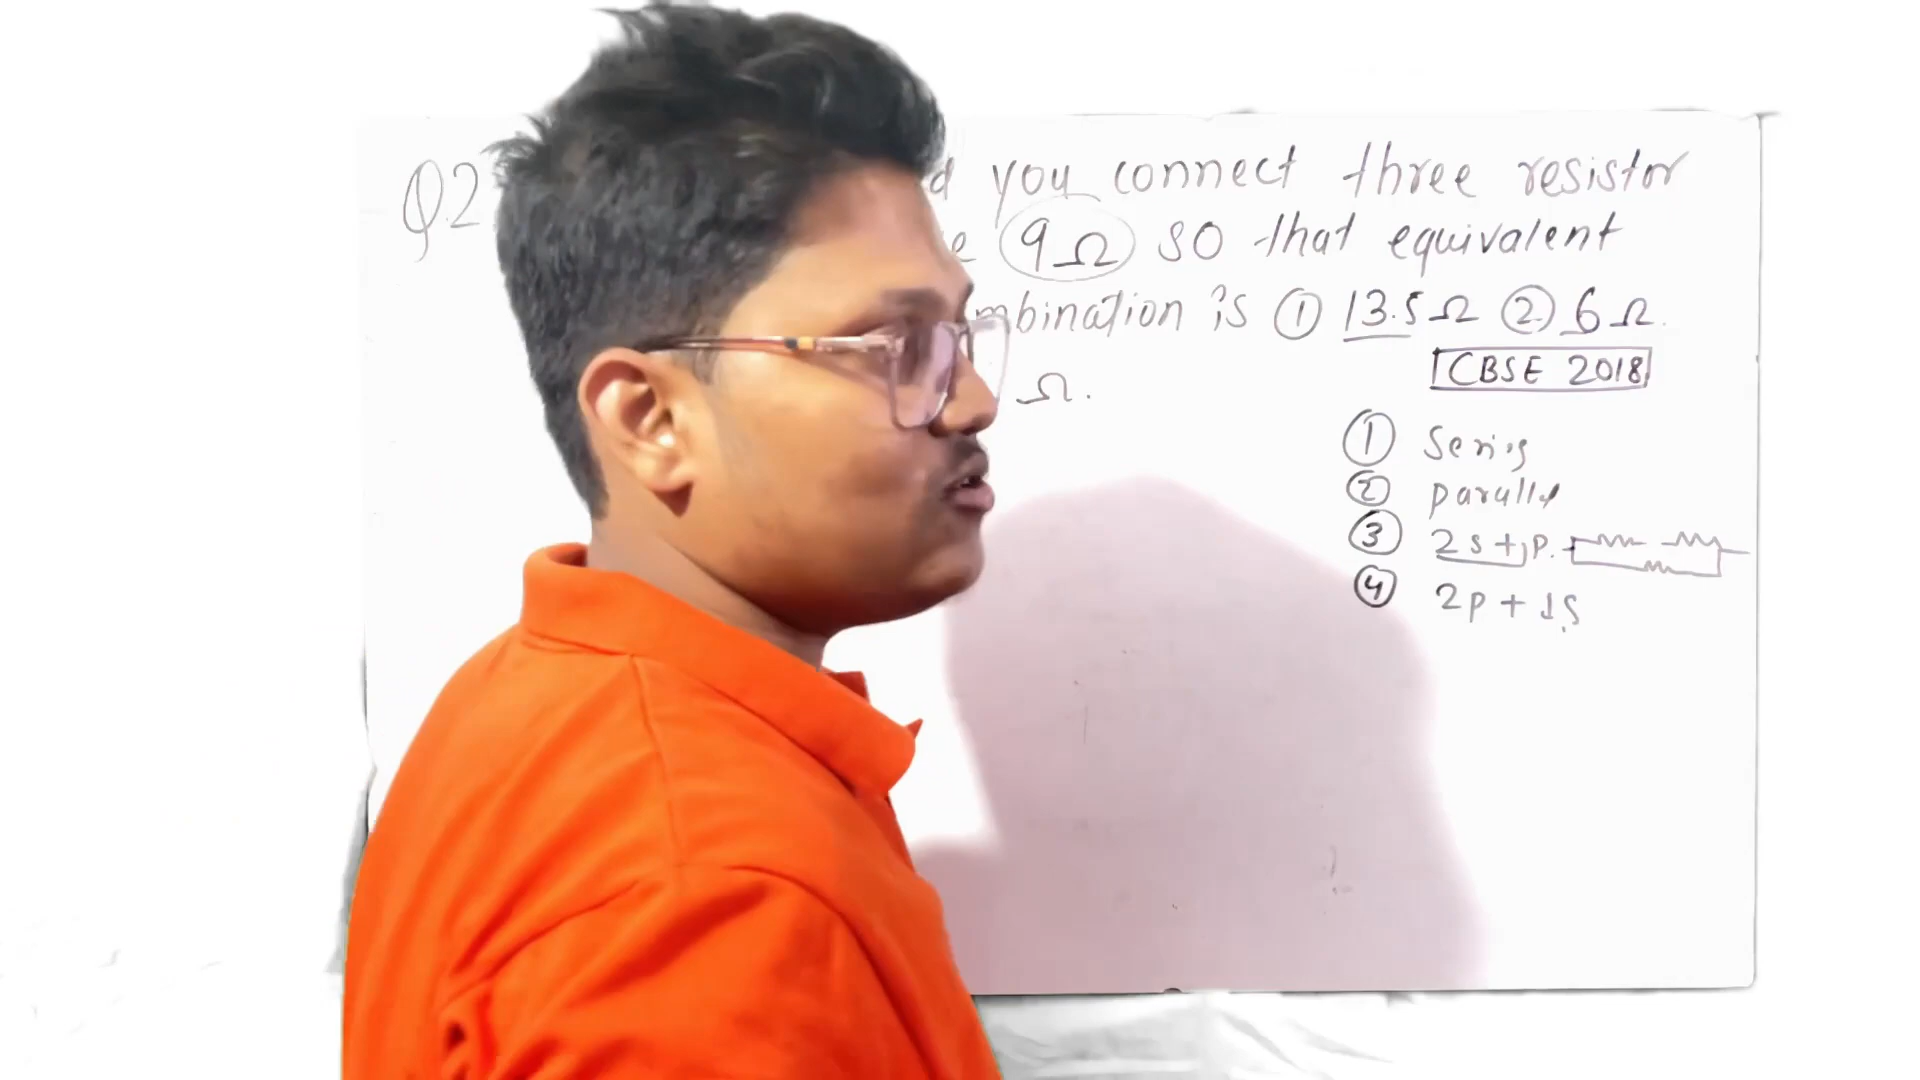 Q.2 you connect three resistor
9Ω so that equivalent
mbination is ① 13.5Ω ② 6Ω.
CBSE 2018
Ω.
① Series
② parallel
③ 2s + 1p.
④ 2p + 1s